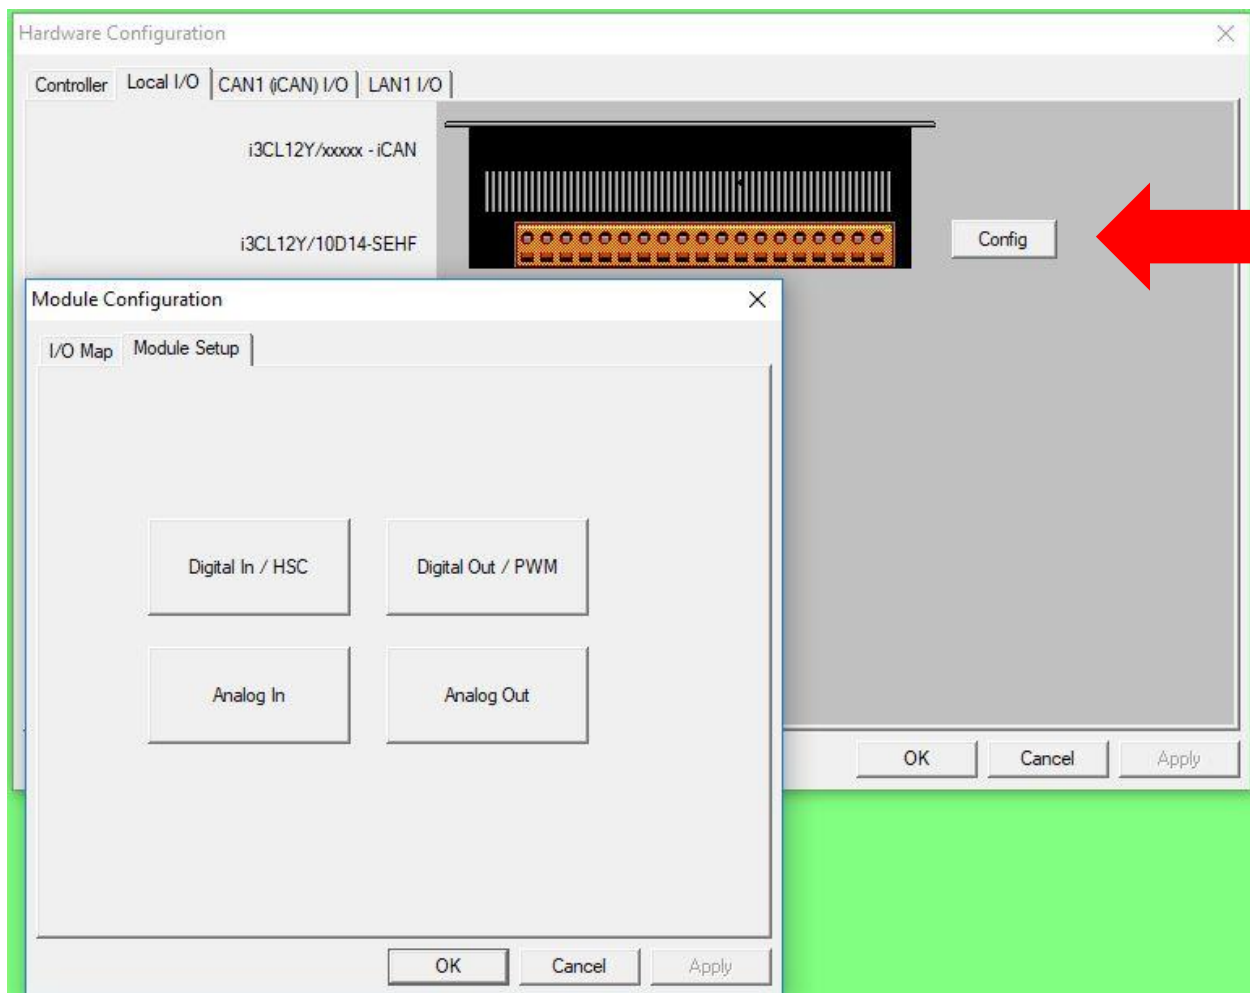 Hardware Configuration
Controller Local I/O CAN1 (iCAN) I/O LAN1 I/O
i3CL12Y/xxxxx - iCAN
i3CL12Y/10D14-SEHF
Config
Module Configuration
I/O Map Module Setup
Digital In / HSC Digital Out / PWM
Analog In Analog Out
OK Cancel Apply
OK Cancel Apply